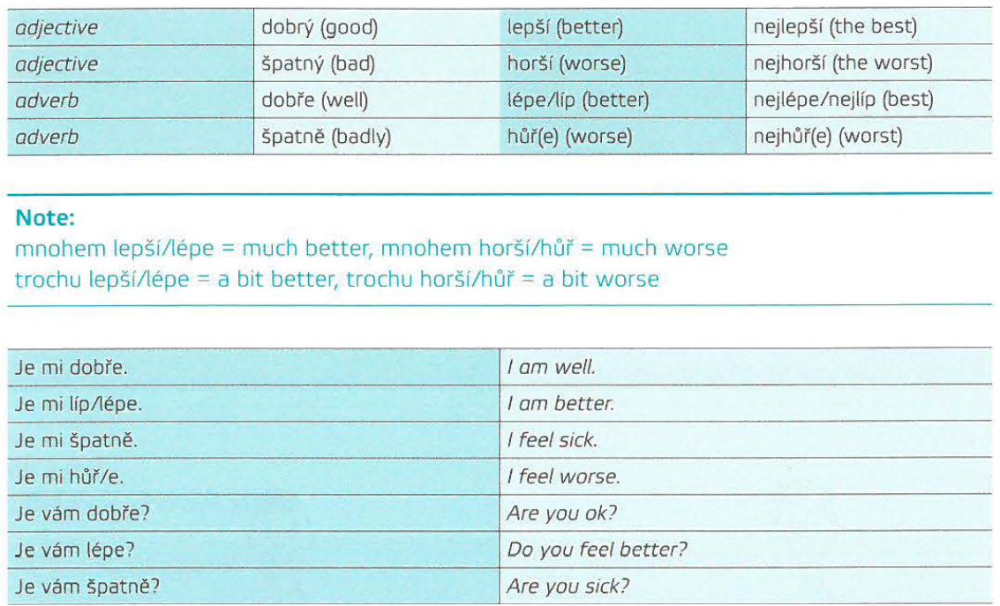 adjective dobrý (good) lepší (better) nejlepší (the best)
adjective špatný (bad) horší (worse) nejhorší (the worst)
adverb dobře (well) lépe/líp (better) nejlépe/nejlíp (best)
adverb špatně (badly) hůř(e) (worse) nejhůř(e) (worst)
Note:
mnohem lepší/lépe = much better, mnohem horší/hůř = much worse
trochu lepší/lépe = a bit better, trochu horší/hůř = a bit worse
Je mi dobře. I am well.
Je mi líp/lépe. I am better.
Je mi špatně. I feel sick.
Je mi hůř/e. I feel worse.
Je vám dobře? Are you ok?
Je vám lépe? Do you feel better?
Je vám špatně? Are you sick?